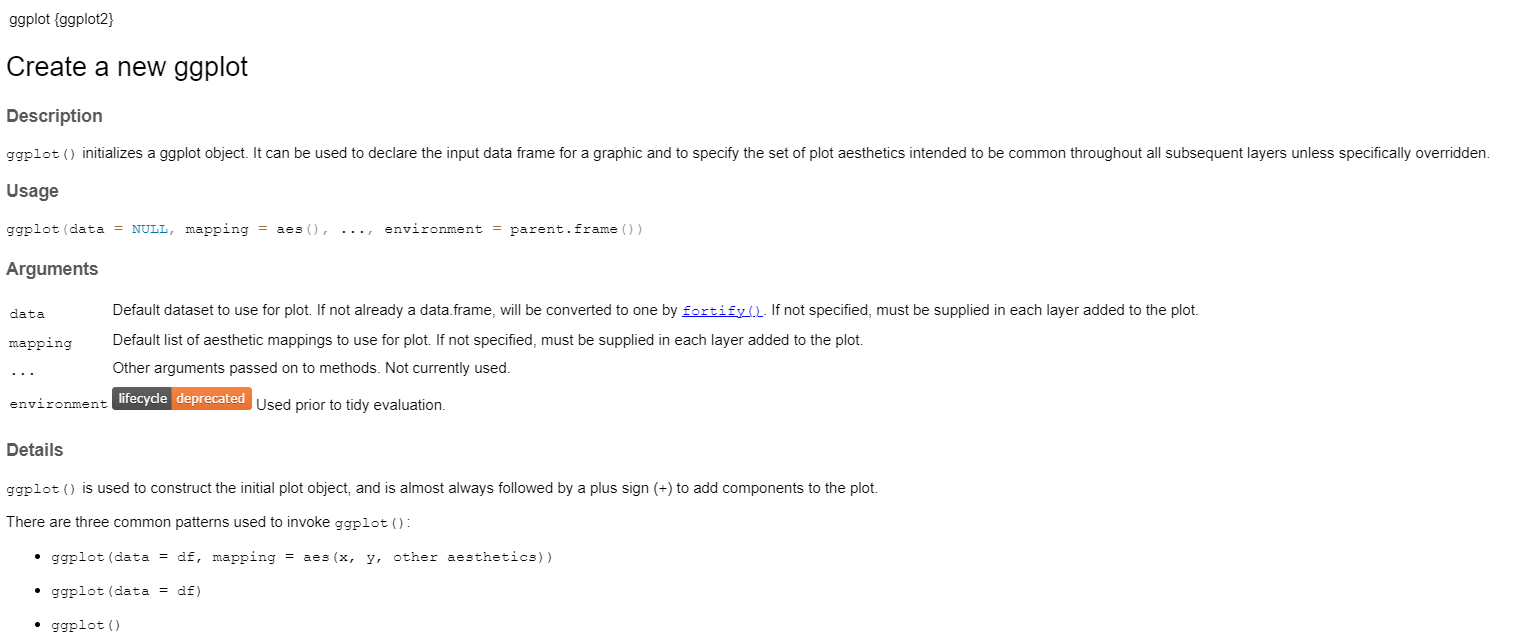 ggplot {ggplot2}
Create a new ggplot
Description
ggplot() initializes a ggplot object. It can be used to declare the input data frame for a graphic and to specify the set of plot aesthetics intended to be common throughout all subsequent layers unless specifically overridden.
Usage
ggplot(data = NULL, mapping = aes(), ..., environment = parent.frame())
Arguments
data Default dataset to use for plot. If not already a data.frame, will be converted to one by fortify(). If not specified, must be supplied in each layer added to the plot.
mapping Default list of aesthetic mappings to use for plot. If not specified, must be supplied in each layer added to the plot.
... Other arguments passed on to methods. Not currently used.
environment lifecycle deprecated Used prior to tidy evaluation.
Details
ggplot() is used to construct the initial plot object, and is almost always followed by a plus sign (+) to add components to the plot.
There are three common patterns used to invoke ggplot():
• ggplot(data = df, mapping = aes(x, y, other aesthetics))
• ggplot(data = df)
• ggplot()